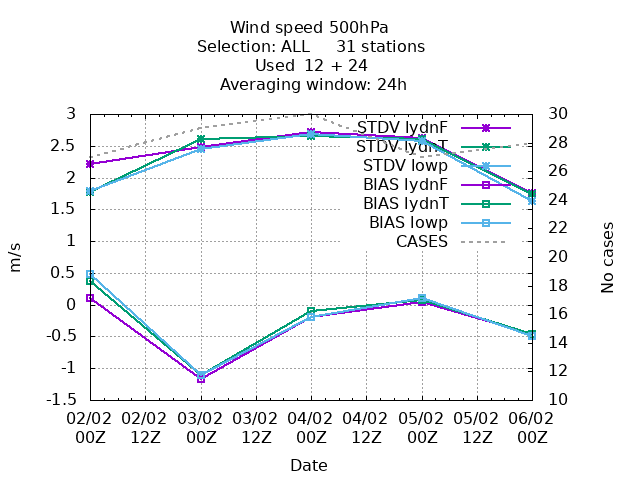 Wind speed 500hPa
Selection: ALL 31 stations
Used 12 + 24
Averaging window: 24h
3
2.5
2
1.5
1
0.5
0
-0.5
-1
-1.5
m/s
30
28
26
24
22
20
18
16
14
12
10
No cases
STDV lydnF
STDV lydnT
STDV lowp
BIAS lydnF
BIAS lydnT
BIAS lowp
CASES
02/02 02/02 03/02 03/02 04/02 04/02 05/02 05/02 06/02
00Z 12Z 00Z 12Z 00Z 12Z 00Z 12Z 00Z
Date